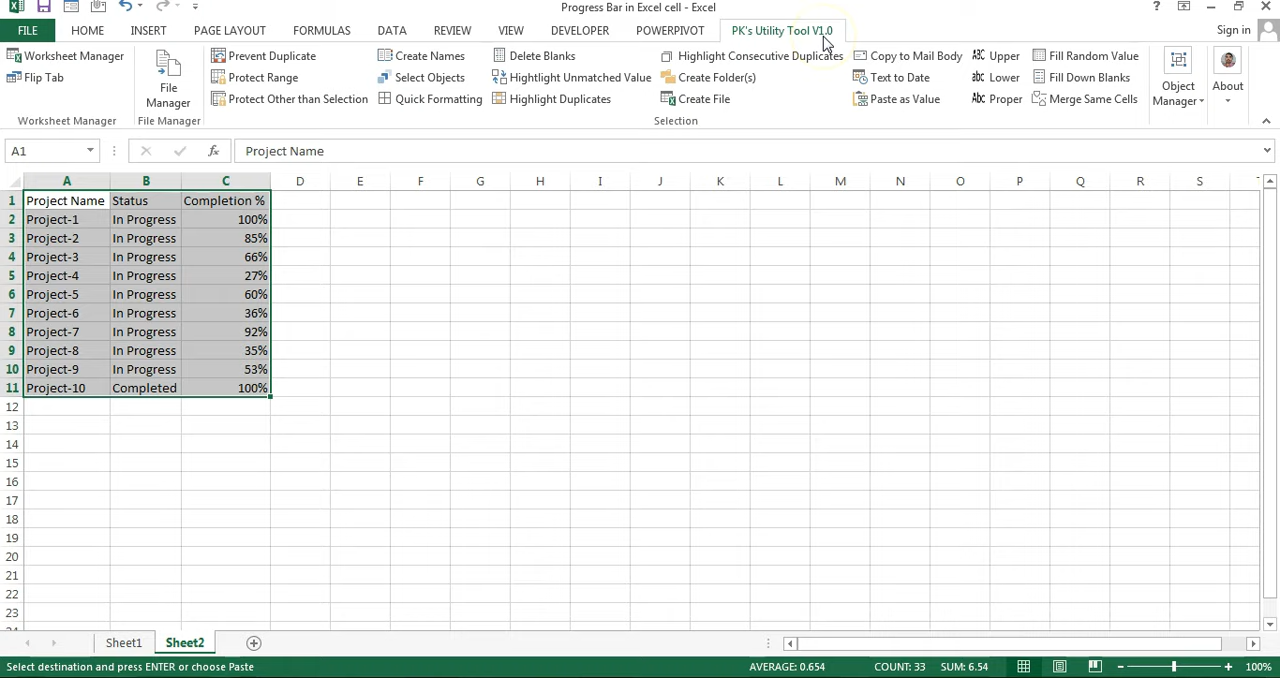 Progress Bar in Excel cell - Excel
FILE HOME INSERT PAGE LAYOUT FORMULAS DATA REVIEW VIEW DEVELOPER POWERPIVOT PK's Utility Tool V1.0 Sign in
Worksheet Manager
Flip Tab
Worksheet Manager
File Manager
File Manager
Prevent Duplicate
Protect Range
Protect Other than Selection
Create Names
Select Objects
Quick Formatting
Delete Blanks
Hightlight Unmatched Value
Highlight Duplicates
Highlight Consecutive Duplicates
Create Folder(s)
Create File
Copy to Mail Body
Text to Date
Paste as Value
Abc Upper
abc Lower
Abc Proper
Fill Random Value
Fill Down Blanks
Merge Same Cells
Selection
Object Manager
About
A1 fx Project Name
A B C D E F G H I J K L M N O P Q R S
1 Project Name Status Completion %
2 Project-1 In Progress 100%
3 Project-2 In Progress 85%
4 Project-3 In Progress 66%
5 Project-4 In Progress 27%
6 Project-5 In Progress 60%
7 Project-6 In Progress 36%
8 Project-7 In Progress 92%
9 Project-8 In Progress 35%
10 Project-9 In Progress 53%
11 Project-10 Completed 100%
12
13
14
15
16
17
18
19
20
21
22
23
Sheet1 Sheet2
Select destination and press ENTER or choose Paste AVERAGE: 0.654 COUNT: 33 SUM: 6.54 100%